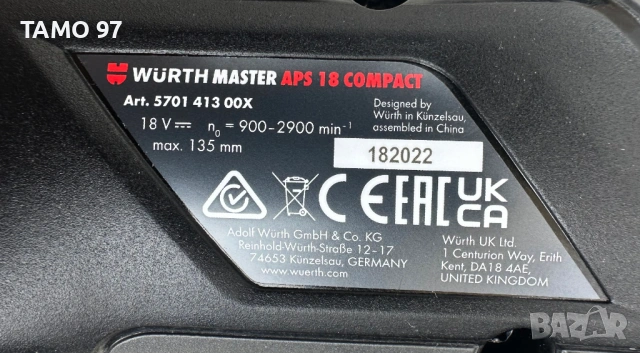 TAMO 97
WÜRTH MASTER APS 18 COMPACT
Art. 5701 413 00X
18 V ⎓ n₀ = 900–2900 min⁻¹
max. 135 mm
Designed by
Würth in Künzelsau,
assembled in China
182022
CE EAC UK
CA
Adolf Würth GmbH & Co. KG
Reinhold-Würth-Straße 12-17
74653 Künzelsau, GERMANY
www.wuerth.com
Würth UK Ltd.
1 Centurion Way, Erith
Kent, DA18 4AE,
UNITED KINGDOM
BAZAR